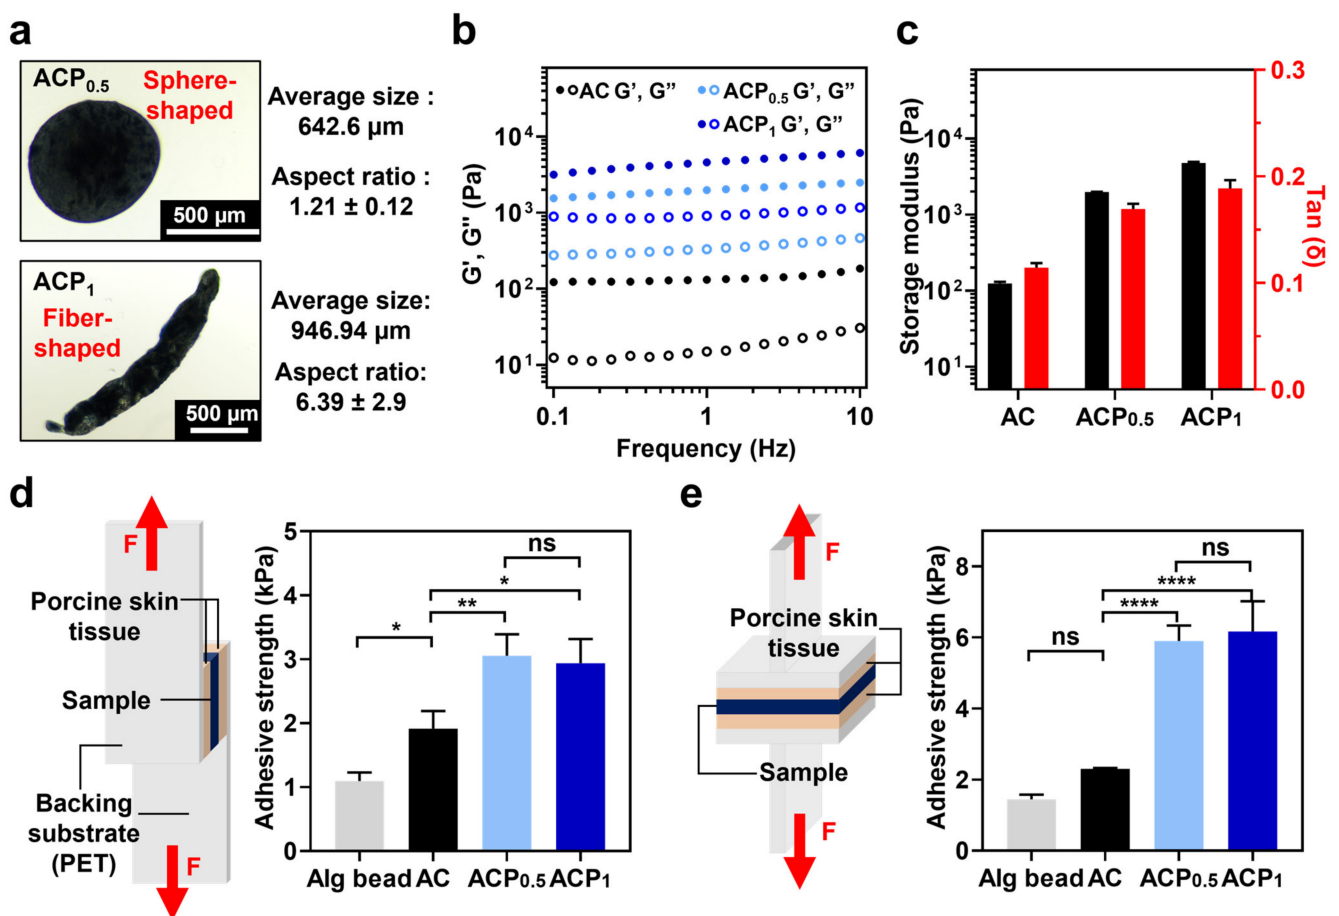 a
ACP0.5
Sphere-
shaped
500 µm
Average size :
642.6 µm
Aspect ratio :
1.21 ± 0.12
ACP1
Fiber-
shaped
500 µm
Average size:
946.94 µm
Aspect ratio:
6.39 ± 2.9
b
AC G’, G”
ACP0.5 G’, G”
ACP1 G’, G”
G', G" (Pa)
10⁴
10³
10²
10¹
0.1
1
10
Frequency (Hz)
c
Storage modulus (Pa)
10⁴
10³
10²
10¹
0.3
0.2
0.1
0.0
Tan (δ)
AC
ACP0.5
ACP1
d
F
Porcine skin
tissue
Sample
Backing
substrate
(PET)
F
Adhesive strength (kPa)
5
4
3
2
1
0
ns
*
**
*
Alg bead
AC
ACP0.5
ACP1
e
F
Porcine skin
tissue
Sample
F
Adhesive strength (kPa)
8
6
4
2
0
ns
****
****
ns
Alg bead
AC
ACP0.5
ACP1